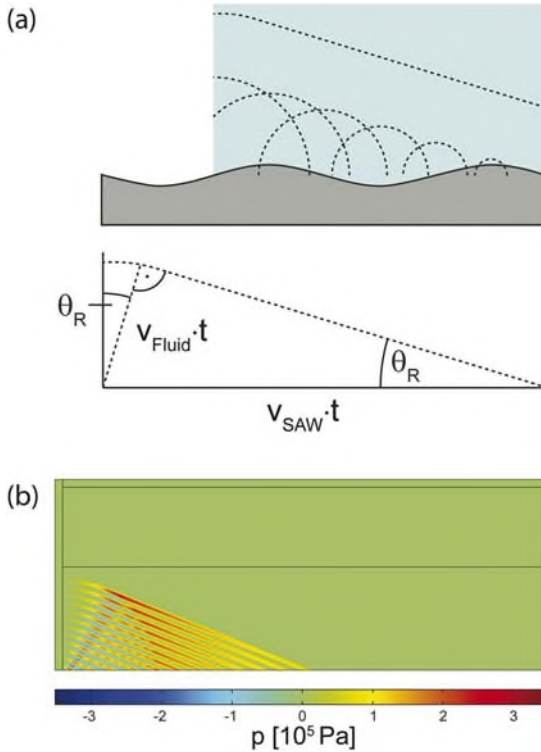 (a)
θR
vFluid·t
θR
vSAW·t
(b)
-3 -2 -1 0 1 2 3
p [10⁵ Pa]